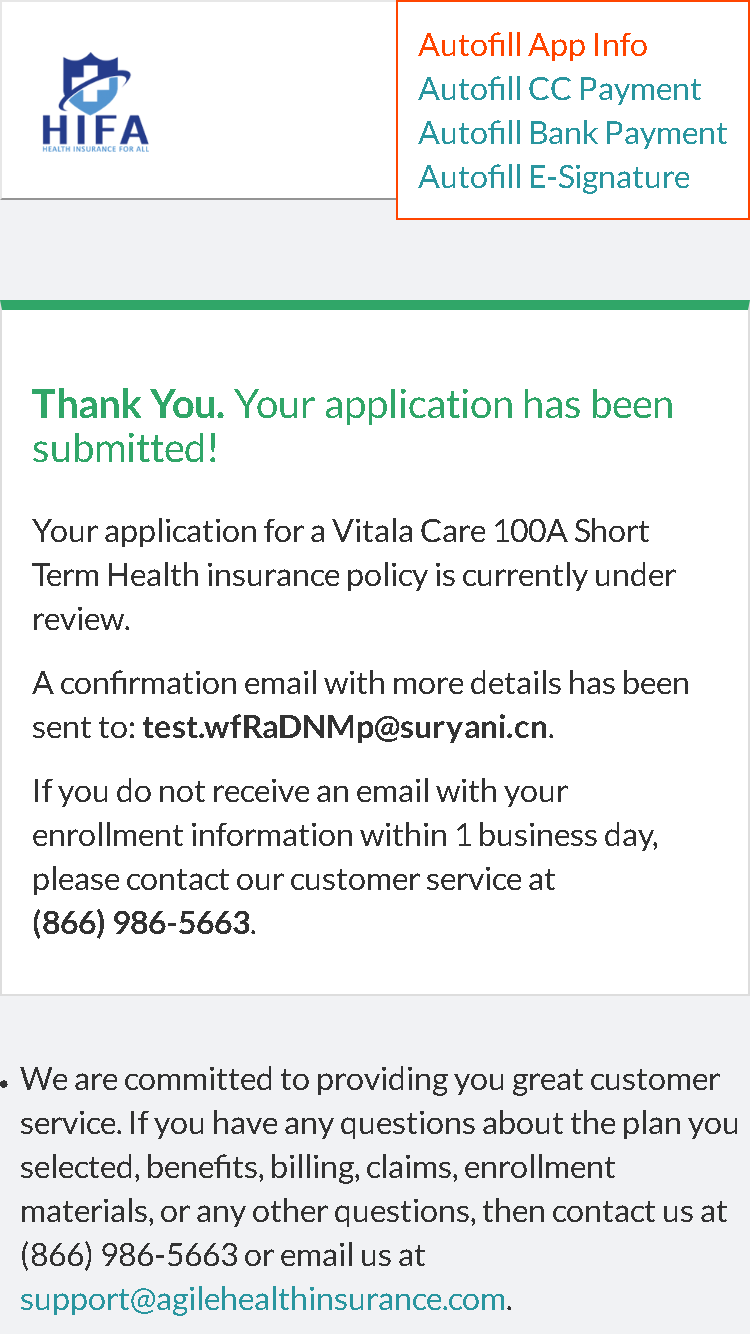 HIFA
HEALTH INSURANCE FOR ALL
Autofill App Info
Autofill CC Payment
Autofill Bank Payment
Autofill E-Signature
Thank You. Your application has been
submitted!
Your application for a Vitala Care 100A Short
Term Health insurance policy is currently under
review.
A confirmation email with more details has been
sent to: test.wfRaDNMp@suryani.cn.
If you do not receive an email with your
enrollment information within 1 business day,
please contact our customer service at
(866) 986-5663.
• We are committed to providing you great customer
service. If you have any questions about the plan you
selected, benefits, billing, claims, enrollment
materials, or any other questions, then contact us at
(866) 986-5663 or email us at
support@agilehealthinsurance.com.